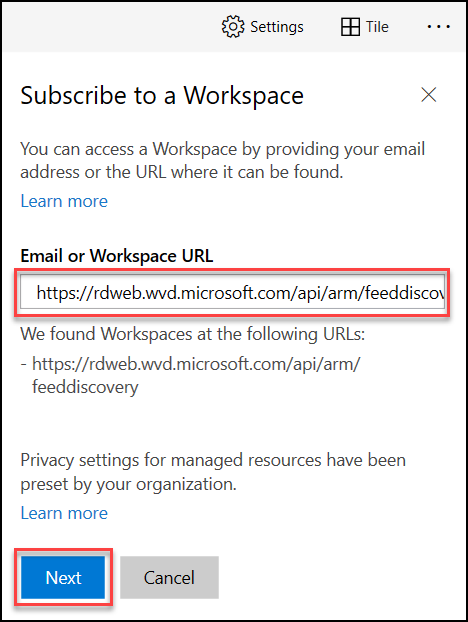 Settings Tile ...
Subscribe to a Workspace
You can access a Workspace by providing your email
address or the URL where it can be found.
Learn more
Email or Workspace URL
https://rdweb.wvd.microsoft.com/api/arm/feeddiscov
We found Workspaces at the following URLs:
- https://rdweb.wvd.microsoft.com/api/arm/
feeddiscovery
Privacy settings for managed resources have been
preset by your organization.
Learn more
Next Cancel